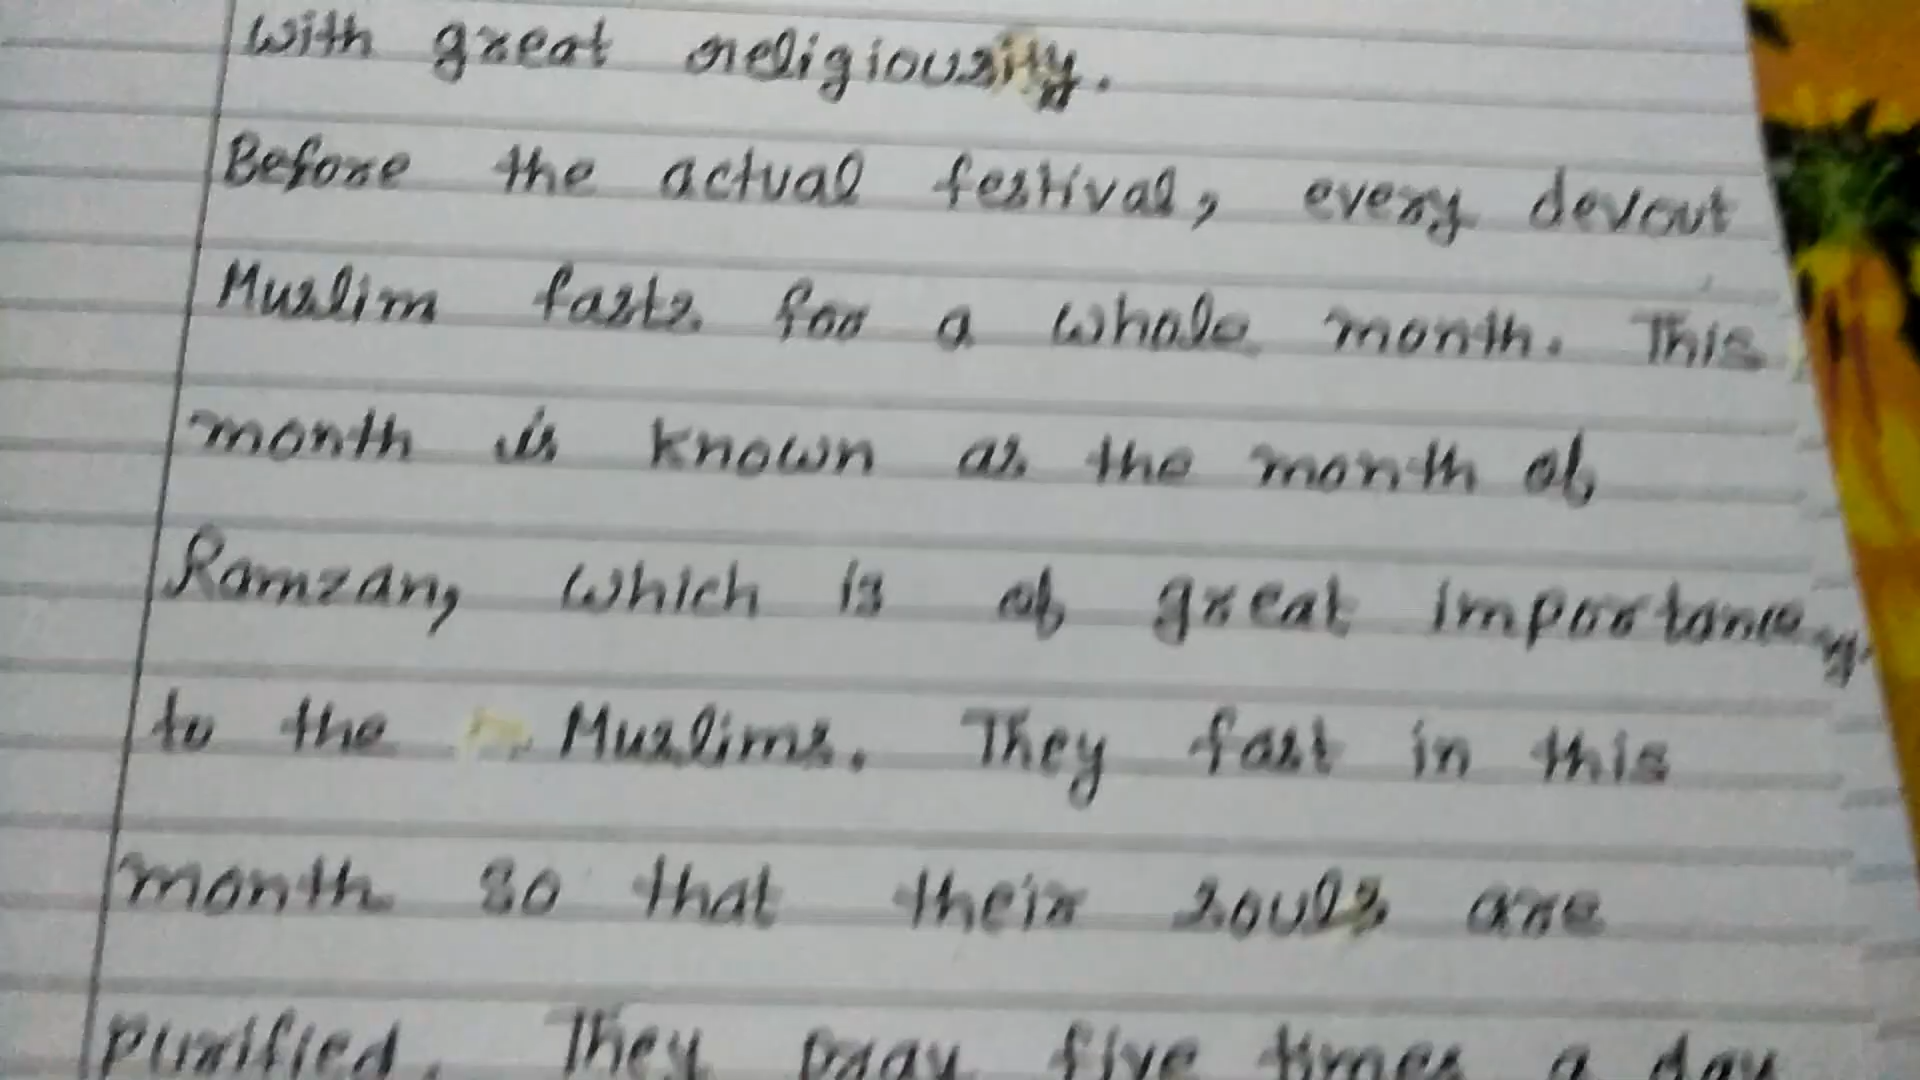 with great religiousity.
Before the actual festival, every devout
Muslim fasts for a whole month. This
month is known as the month of
Ramzan, which is of great importancy
to the Muslims. They fast in this
month so that their souls are
purified. They pray five times a day